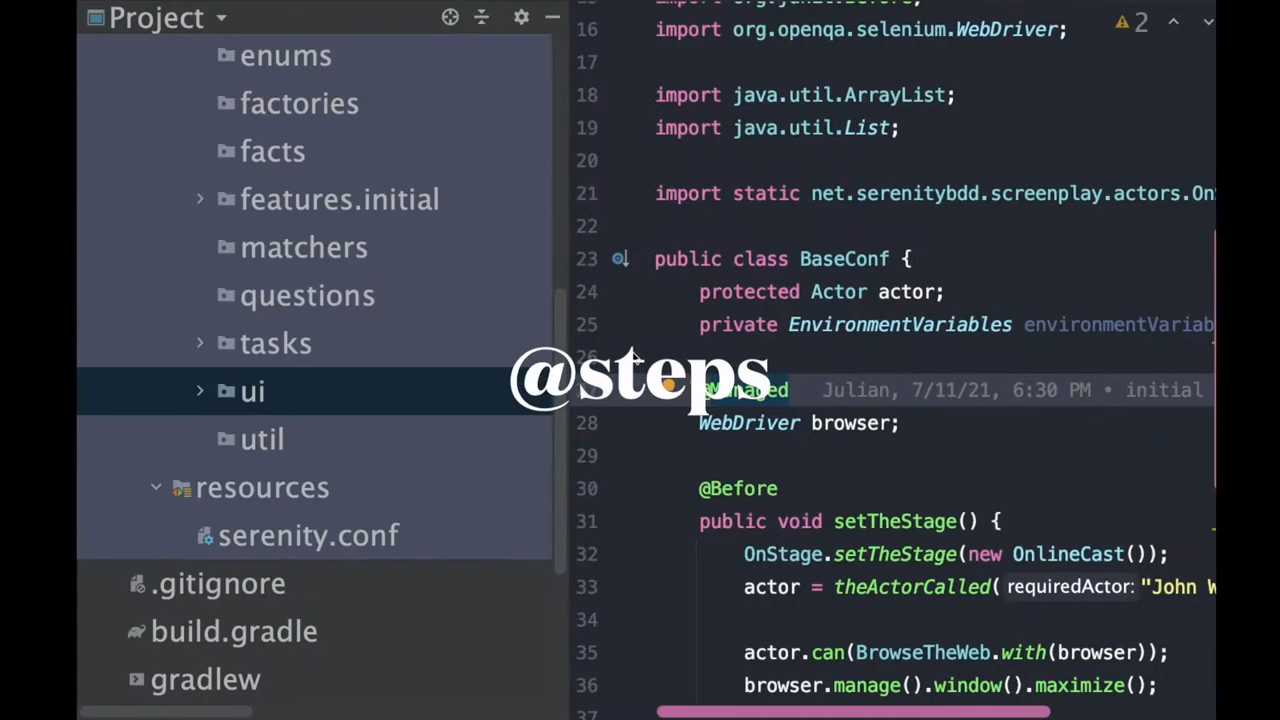 Project
enums
factories
facts
features.initial
matchers
questions
tasks
ui
util
resources
serenity.conf
.gitignore
build.gradle
gradlew
2
16 import org.openqa.selenium.WebDriver;
17
18 import java.util.ArrayList;
19 import java.util.List;
20
21 import static net.serenitybdd.screenplay.actors.On
22
23 public class BaseConf {
24 protected Actor actor;
25 private EnvironmentVariables environmentVariab
26
@steps
@Managed Julian, 7/11/21, 6:30 PM • initial
28 WebDriver browser;
29
30 @Before
31 public void setTheStage() {
32 OnStage.setTheStage(new OnlineCast());
33 actor = theActorCalled( requiredActor: "John W
34
35 actor.can(BrowseTheWeb.with(browser));
36 browser.manage().window().maximize();
37